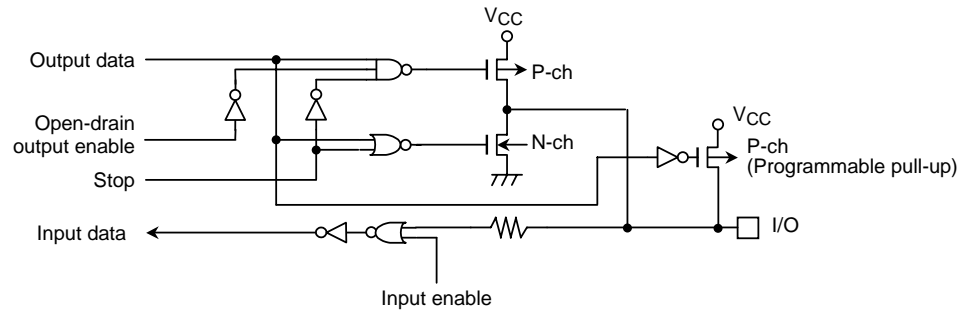 VCC
Output data
P-ch
Open-drain
output enable
VCC
N-ch
P-ch
(Programmable pull-up)
Stop
Input data
I/O
Input enable